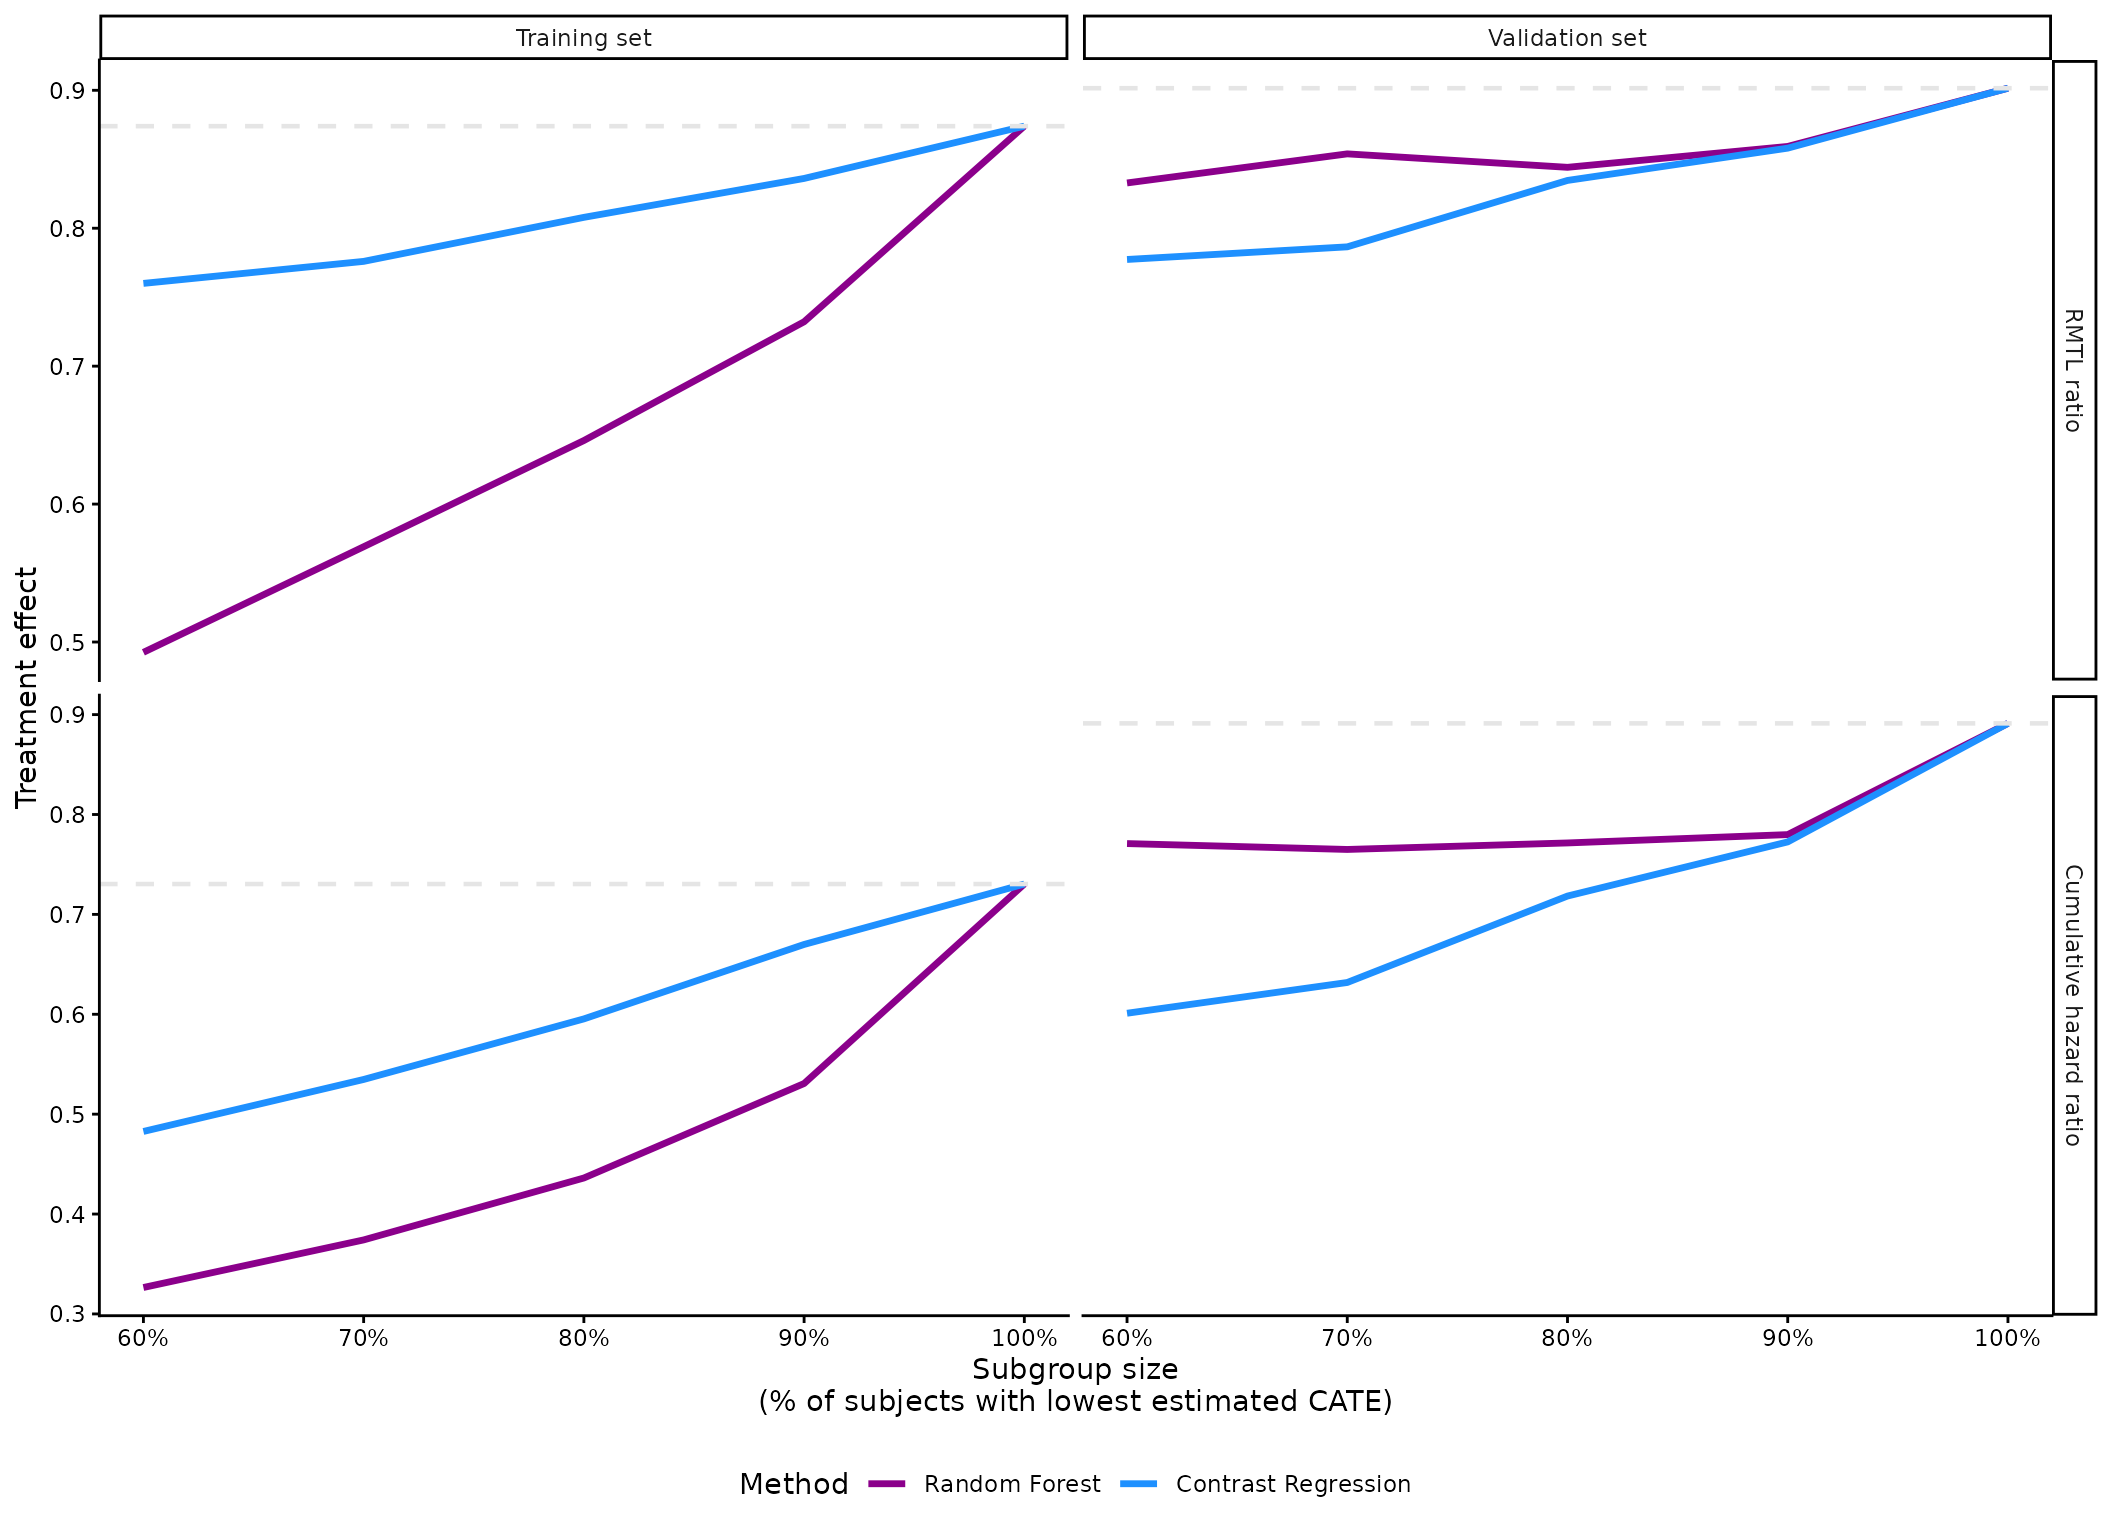 Training set
Validation set
0.9
0.8
0.7
0.6
0.5
RMTL ratio
Treatment effect
0.9
0.8
0.7
0.6
0.5
0.4
0.3
Cumulative hazard ratio
60% 70% 80% 90% 100%
60% 70% 80% 90% 100%
Subgroup size
(% of subjects with lowest estimated CATE)
Method Random Forest Contrast Regression